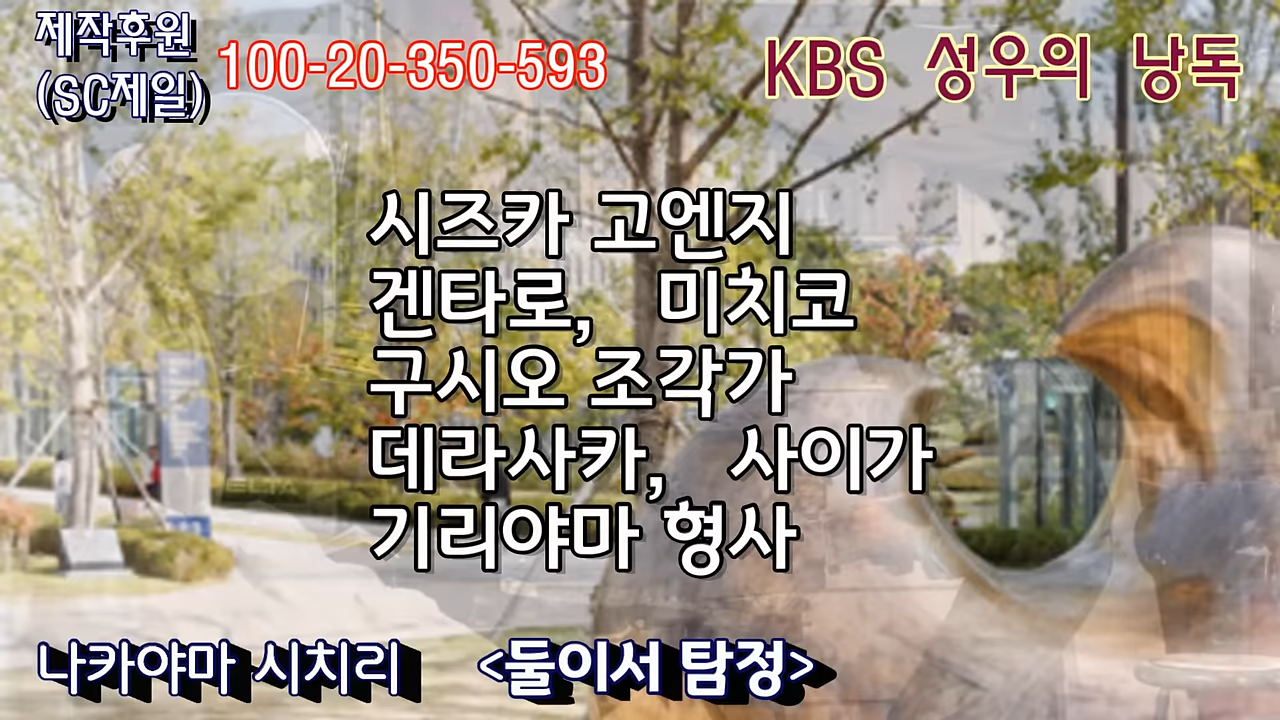 제작후원
(SC제일)
100-20-350-593
KBS 성우의 낭독
시즈카 고엔지
겐타로, 미치코
구시오 조각가
데라사카, 사이가
기리야마 형사
나카야마 시치리 <둘이서 탐정>